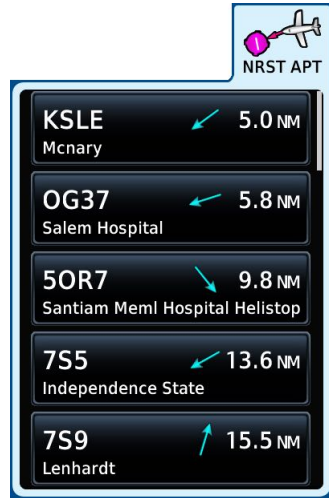 NRST APT
KSLE 5.0 NM
Mcnary
OG37 5.8 NM
Salem Hospital
5OR7 9.8 NM
Santiam Meml Hospital Helistop
7S5 13.6 NM
Independence State
7S9 15.5 NM
Lenhardt